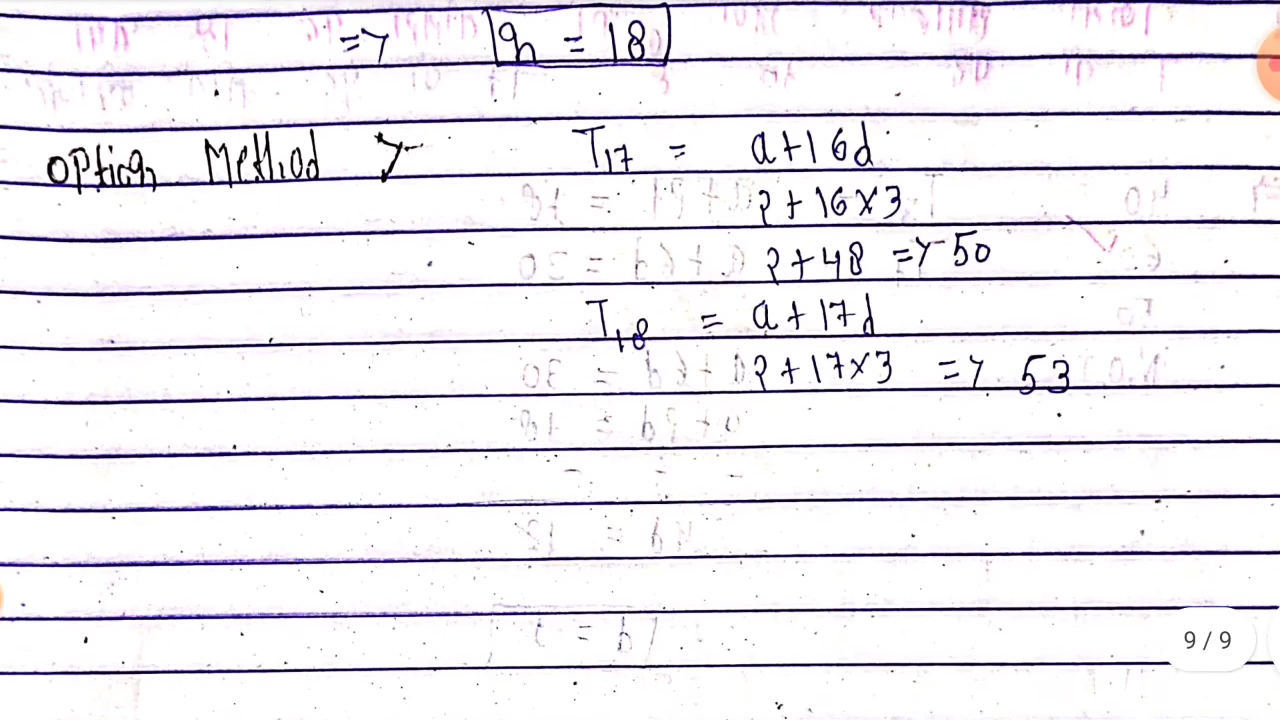 => n = 18
Option Method > T17 = a+16d
2+16×3
2+48 => 50
T18 = a+17d
2+17×3 => 53
9/9